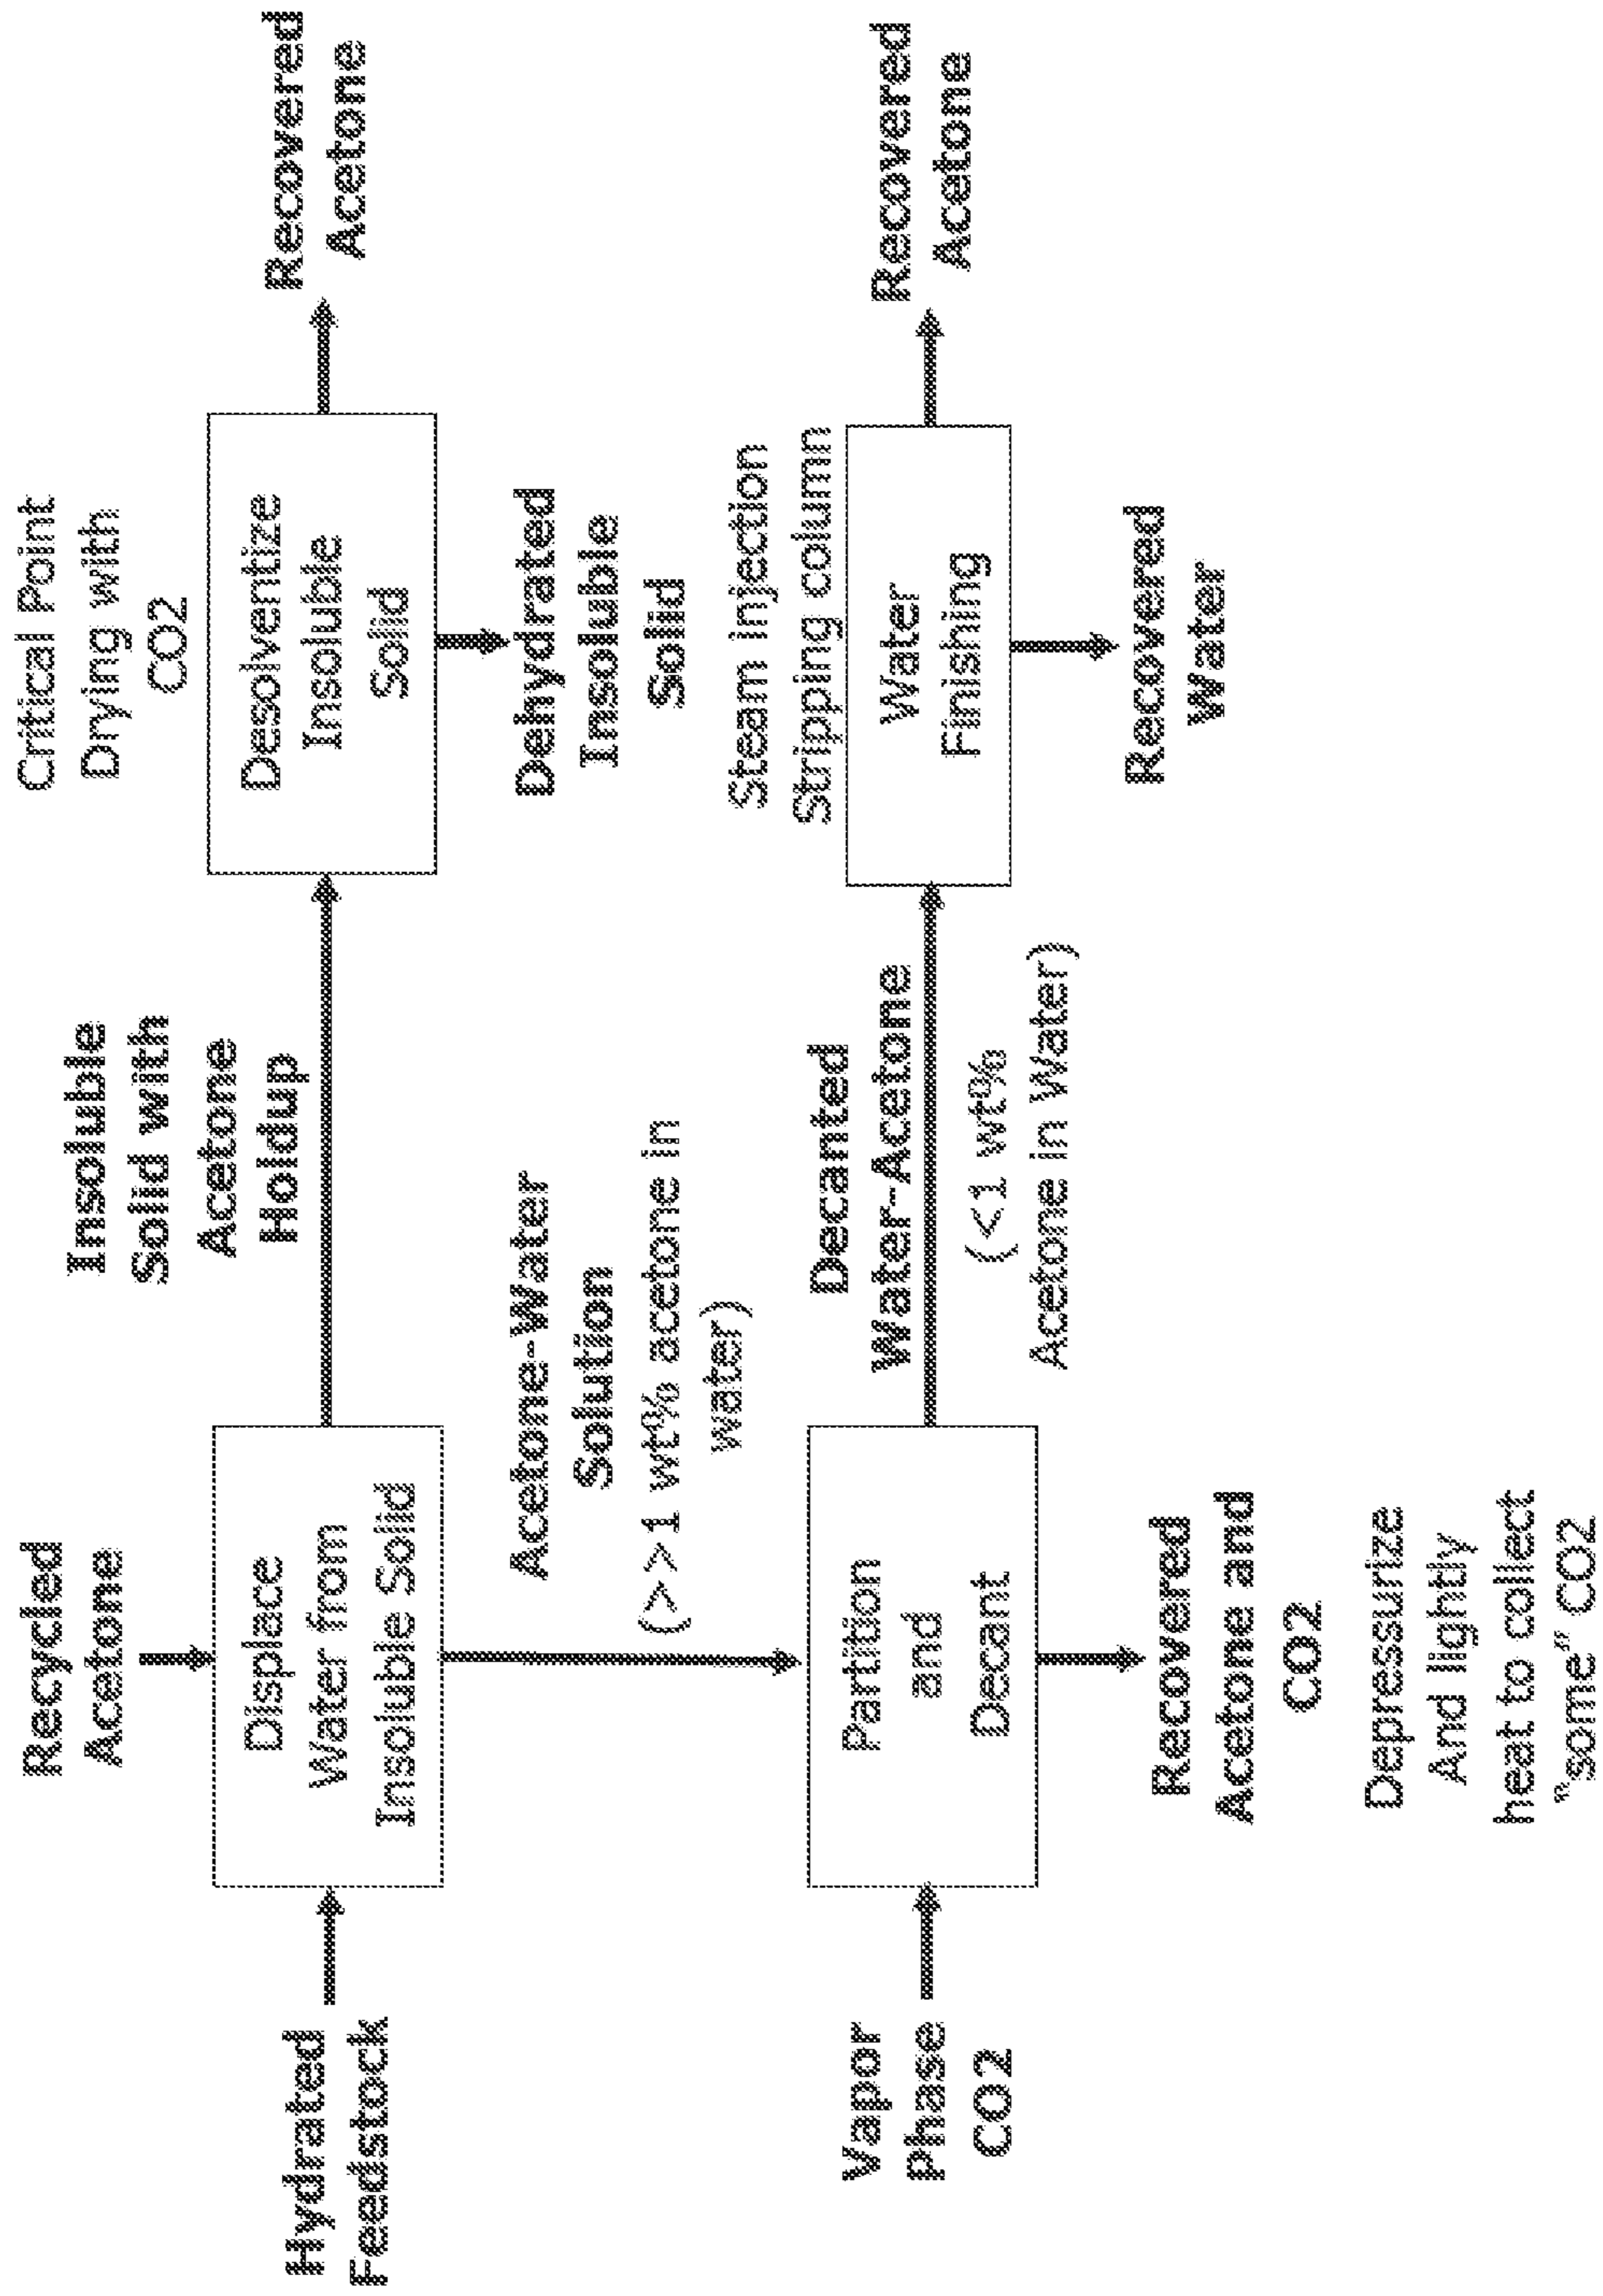 Recycled
Acetone
Hydrated
Feedstock
Displace
Water from
Insoluble Solid
Insoluble
Solid with
Acetone
Holdup
Critical Point
Drying with
CO2
Desolventize
Insoluble
Solid
Recovered
Acetone
Dehydrated
Insoluble
Solid
Acetone-Water
Solution
(>>1 wt% acetone in
water)
Vapor
phase
CO2
Partition
and
Decant
Decanted
Water-Acetone
(<1 wt%
Acetone in Water)
Steam injection
Stripping column
Water
Finishing
Recovered
Acetone
Recovered
Water
Recovered
Acetone and
CO2
Depressurize
And lightly
heat to collect
"some" CO2